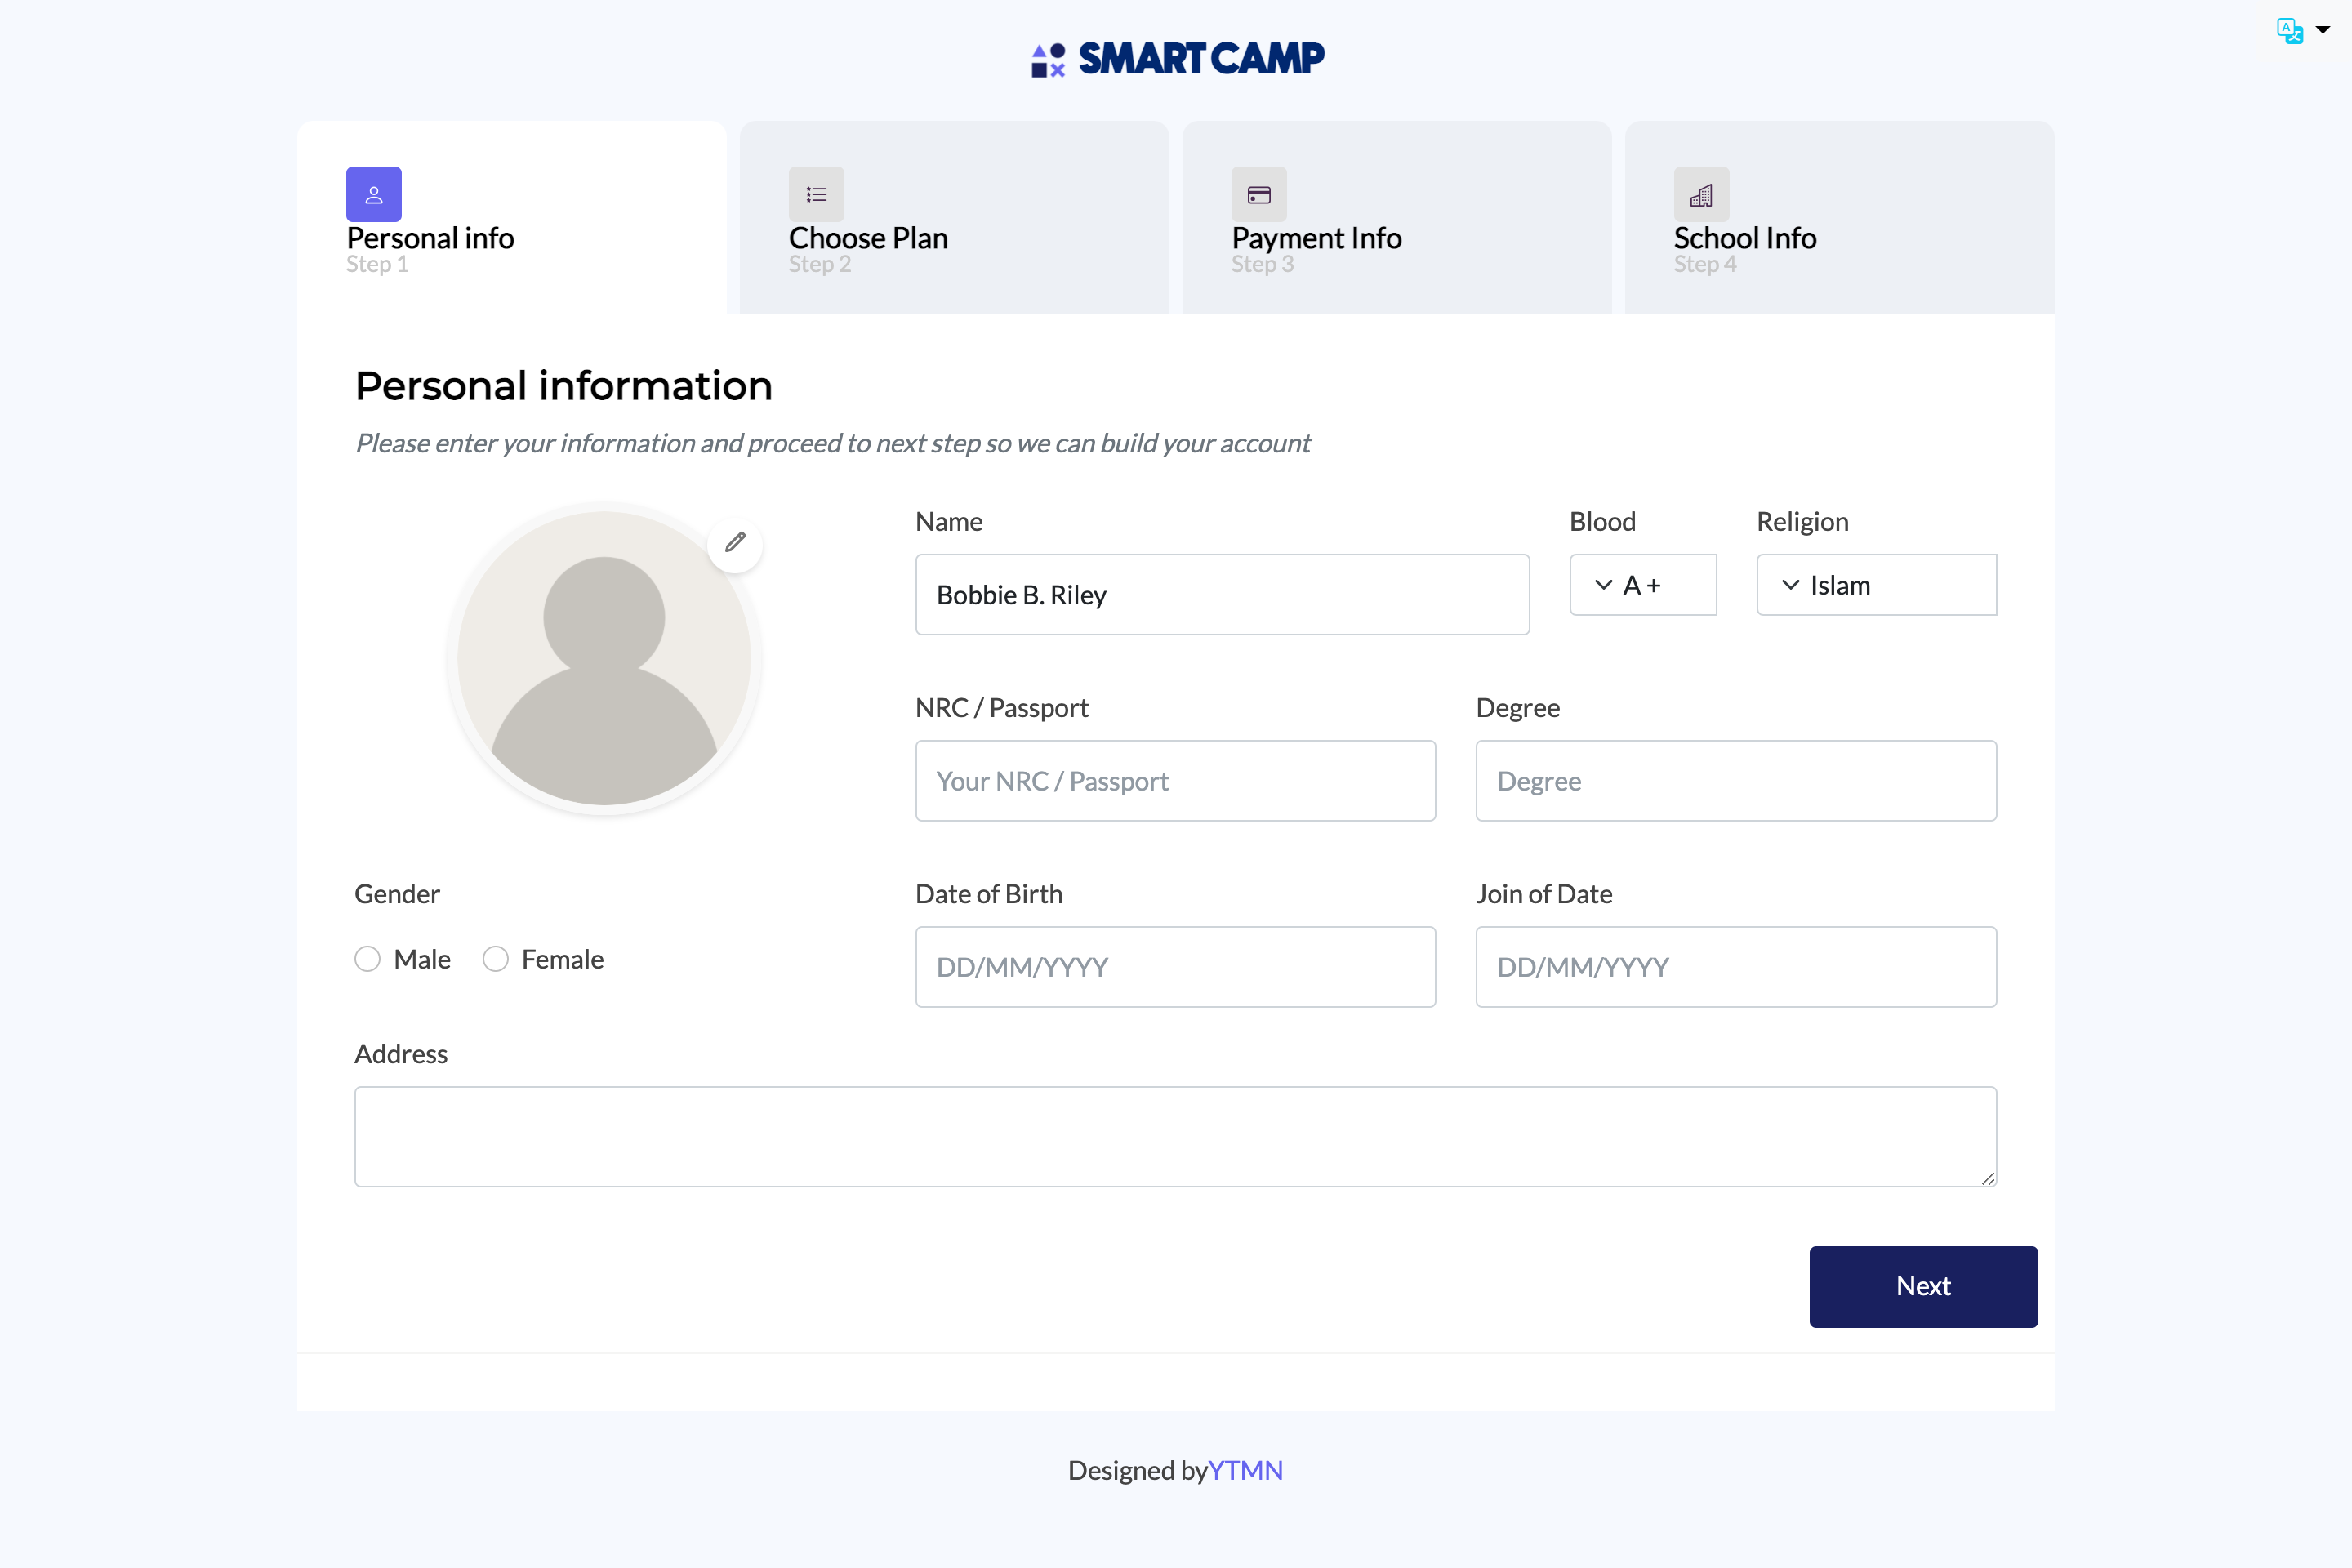 SMART CAMP
Personal info
Step 1
Choose Plan
Step 2
Payment Info
Step 3
School Info
Step 4
Personal information
Please enter your information and proceed to next step so we can build your account
Name
Blood
Religion
Bobbie B. Riley
A +
Islam
NRC / Passport
Degree
Your NRC / Passport
Degree
Gender
Date of Birth
Join of Date
Male
Female
DD/MM/YYYY
DD/MM/YYYY
Address
Next
Designed byYTMN